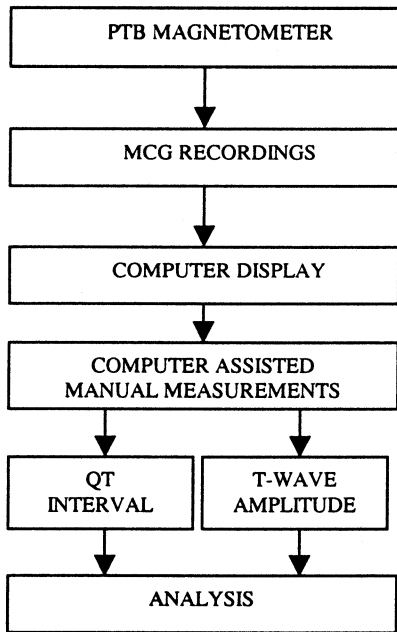 PTB MAGNETOMETER
MCG RECORDINGS
COMPUTER DISPLAY
COMPUTER ASSISTED
MANUAL MEASUREMENTS
QT
INTERVAL
T-WAVE
AMPLITUDE
ANALYSIS